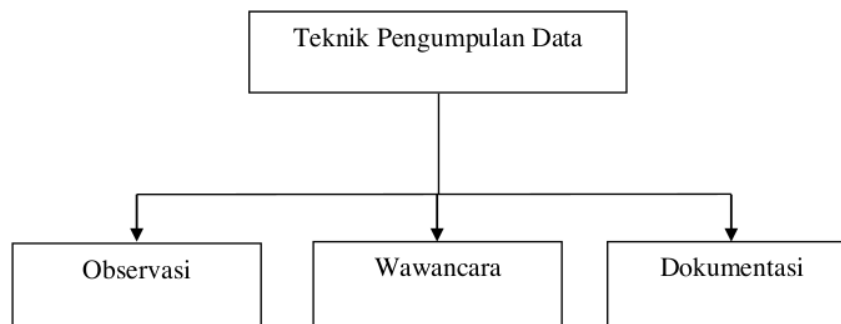 Teknik Pengumpulan Data
Observasi
Wawancara
Dokumentasi